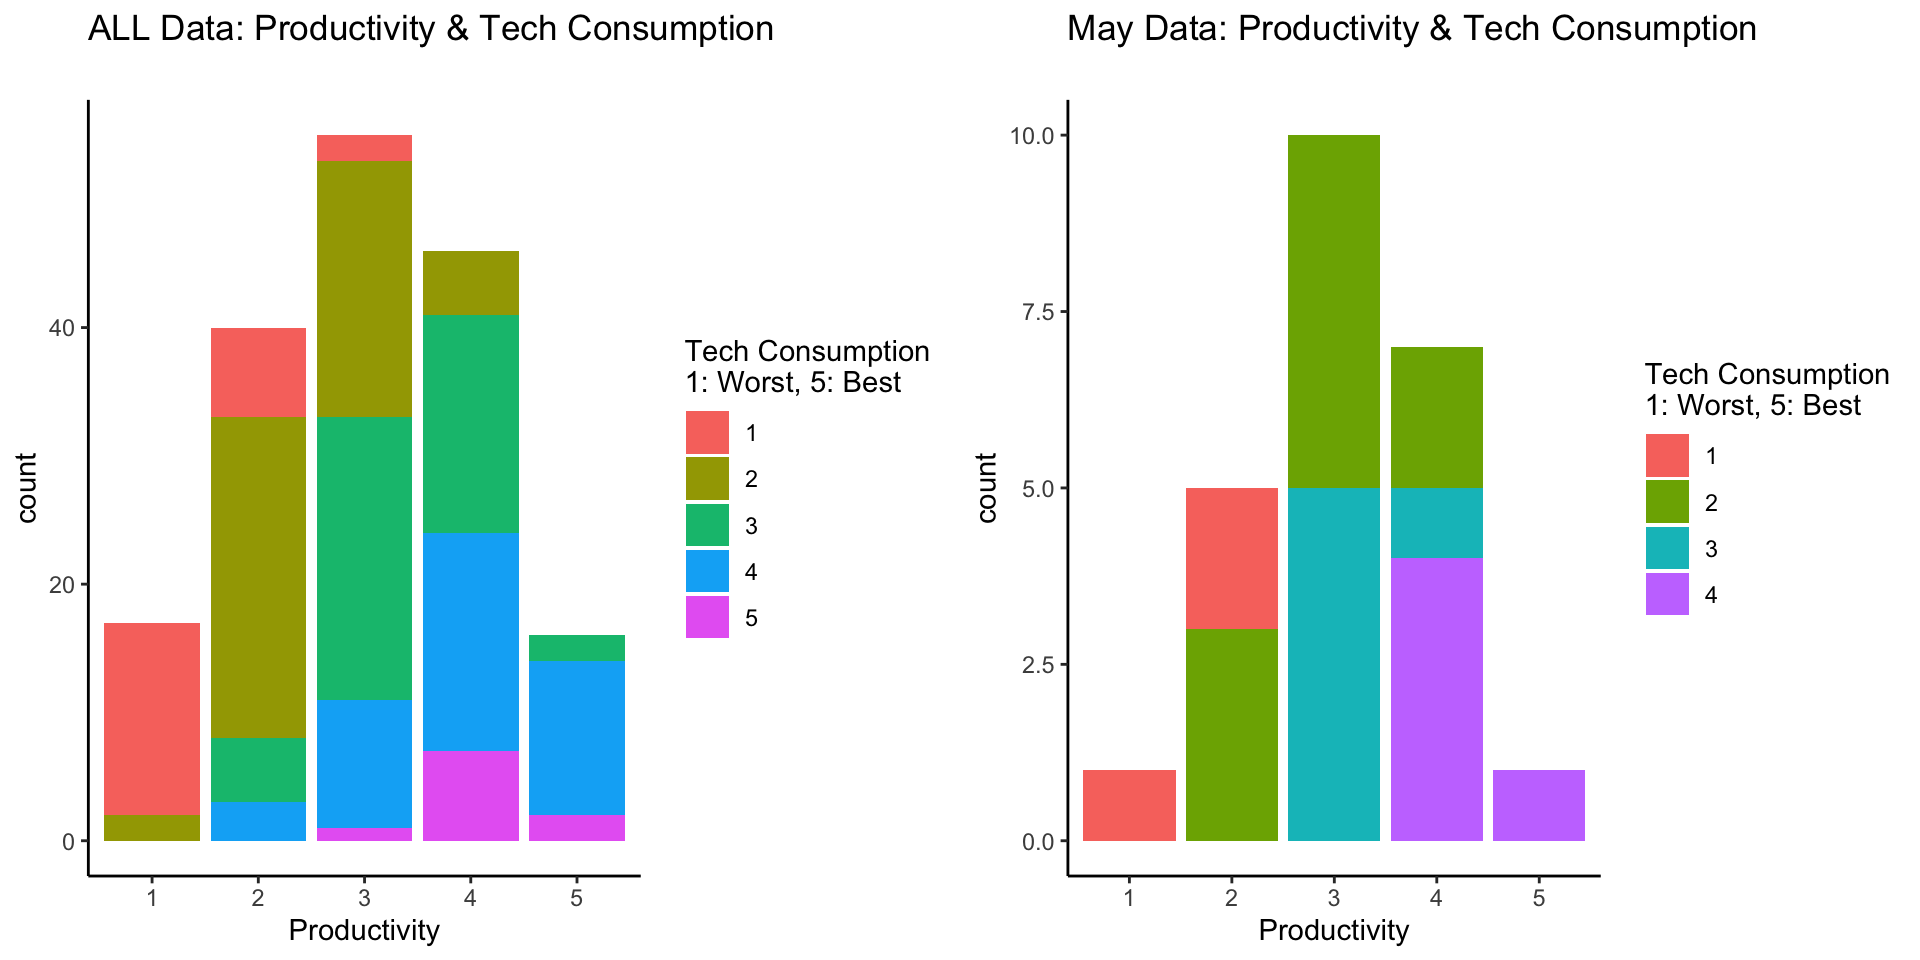 ALL Data: Productivity & Tech Consumption
count
40
20
0
1
2
3
4
5
Productivity
Tech Consumption
1: Worst, 5: Best
1
2
3
4
5
May Data: Productivity & Tech Consumption
count
10.0
7.5
5.0
2.5
0.0
1
2
3
4
5
Productivity
Tech Consumption
1: Worst, 5: Best
1
2
3
4